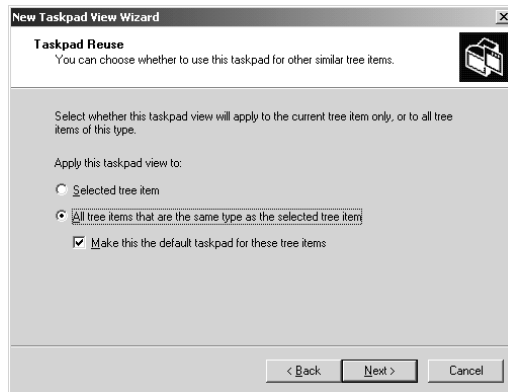 New Taskpad View Wizard
Taskpad Reuse
You can choose whether to use this taskpad for other similar tree items.
Select whether this taskpad view will apply to the current tree item only, or to all tree
items of this type.
Apply this taskpad view to:
Selected tree item
All tree items that are the same type as the selected tree item
Make this the default taskpad for these tree items
< Back
Next >
Cancel